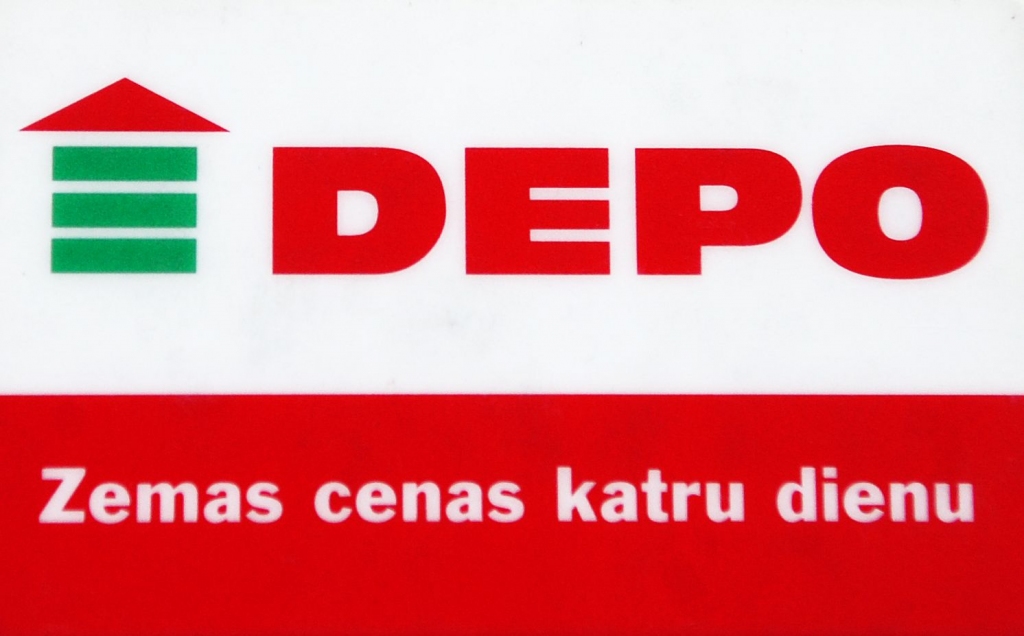 DEPO
Zemas cenas katru dienu